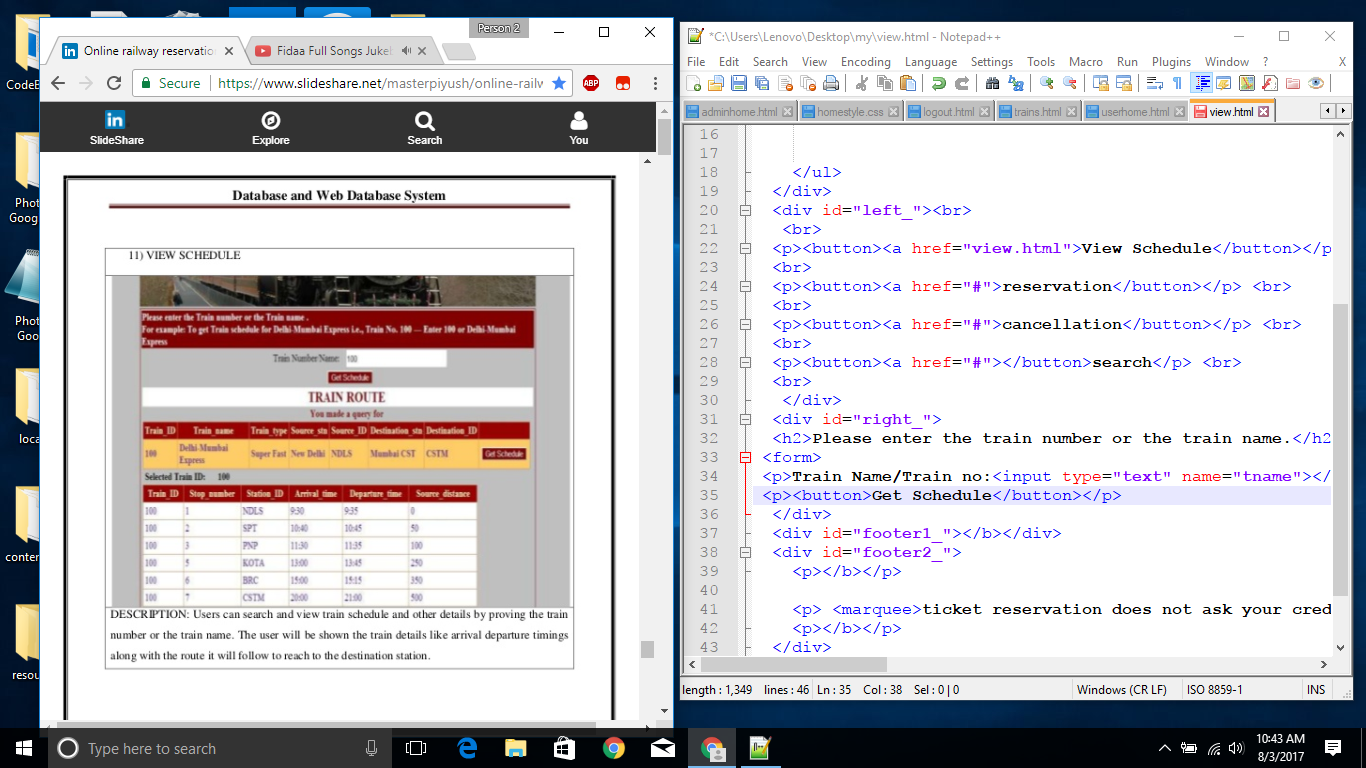 Person 2
Online railway reservatio
Fidaa Full Songs Juke
Secure
https://www.slideshare.net/masterpiyush/online-railw
ABP
SlideShare
Explore
Search
You
Database and Web Database System
11) VIEW SCHEDULE
Please enter the Train number or the Train name .
For example: To get Train schedule for Delhi-Mumbai Express i.e., Train No. 100 --- Enter 100 or Delhi-Mumbai
Express
Train Number/Name: 100
Get Schedule
TRAIN ROUTE
You made a query for
Train_ID Train_name Train_type Source_stn Source_ID Destination_stn Destination_ID
100 Delhi-Mumbai Express Super Fast New Delhi NDLS Mumbai CST CSTM Get Schedule
Selected Train ID: 100
Train_ID Stop_number Station_ID Arrival_time Departure_time Source_distance
100 1 NDLS 9:30 9:35 0
100 2 SPT 10:40 10:45 50
100 3 PNP 11:30 11:35 100
100 5 KOTA 13:00 13:45 250
100 6 BRC 15:00 15:15 350
100 7 CSTM 20:00 21:00 500
DESCRIPTION: Users can search and view train schedule and other details by proving the train
number or the train name. The user will be shown the train details like arrival departure timings
along with the route it will follow to reach to the destination station.
*C:\Users\Lenovo\Desktop\my\view.html - Notepad++
File Edit Search View Encoding Language Settings Tools Macro Run Plugins Window ? X
adminhome.html homestyle.css logout.html trains.html userhome.html view.html
16
17
18 </ul>
19 </div>
20 <div id="left_"><br>
21 <br>
22 <p><button><a href="view.html">View Schedule</button></p
23 <br>
24 <p><button><a href="#">reservation</button></p> <br>
25 <br>
26 <p><button><a href="#">cancellation</button></p> <br>
27 <br>
28 <p><button><a href="#"></button>search</p> <br>
29 <br>
30 </div>
31 <div id="right_">
32 <h2>Please enter the train number or the train name.</h2
33 <form>
34 <p>Train Name/Train no:<input type="text" name="tname"></
35 <p><button>Get Schedule</button></p>
36 </div>
37 <div id="footer1_"></b></div>
38 <div id="footer2_">
39 <p></b></p>
40
41 <p> <marquee>ticket reservation does not ask your cred
42 <p></b></p>
43 </div>
length : 1,349 lines : 46 Ln : 35 Col : 38 Sel : 0 | 0 Windows (CR LF) ISO 8859-1 INS
CodeB
Phot
Goog
Phot
Goo
loca
conten
resou
Type here to search
10:43 AM
8/3/2017